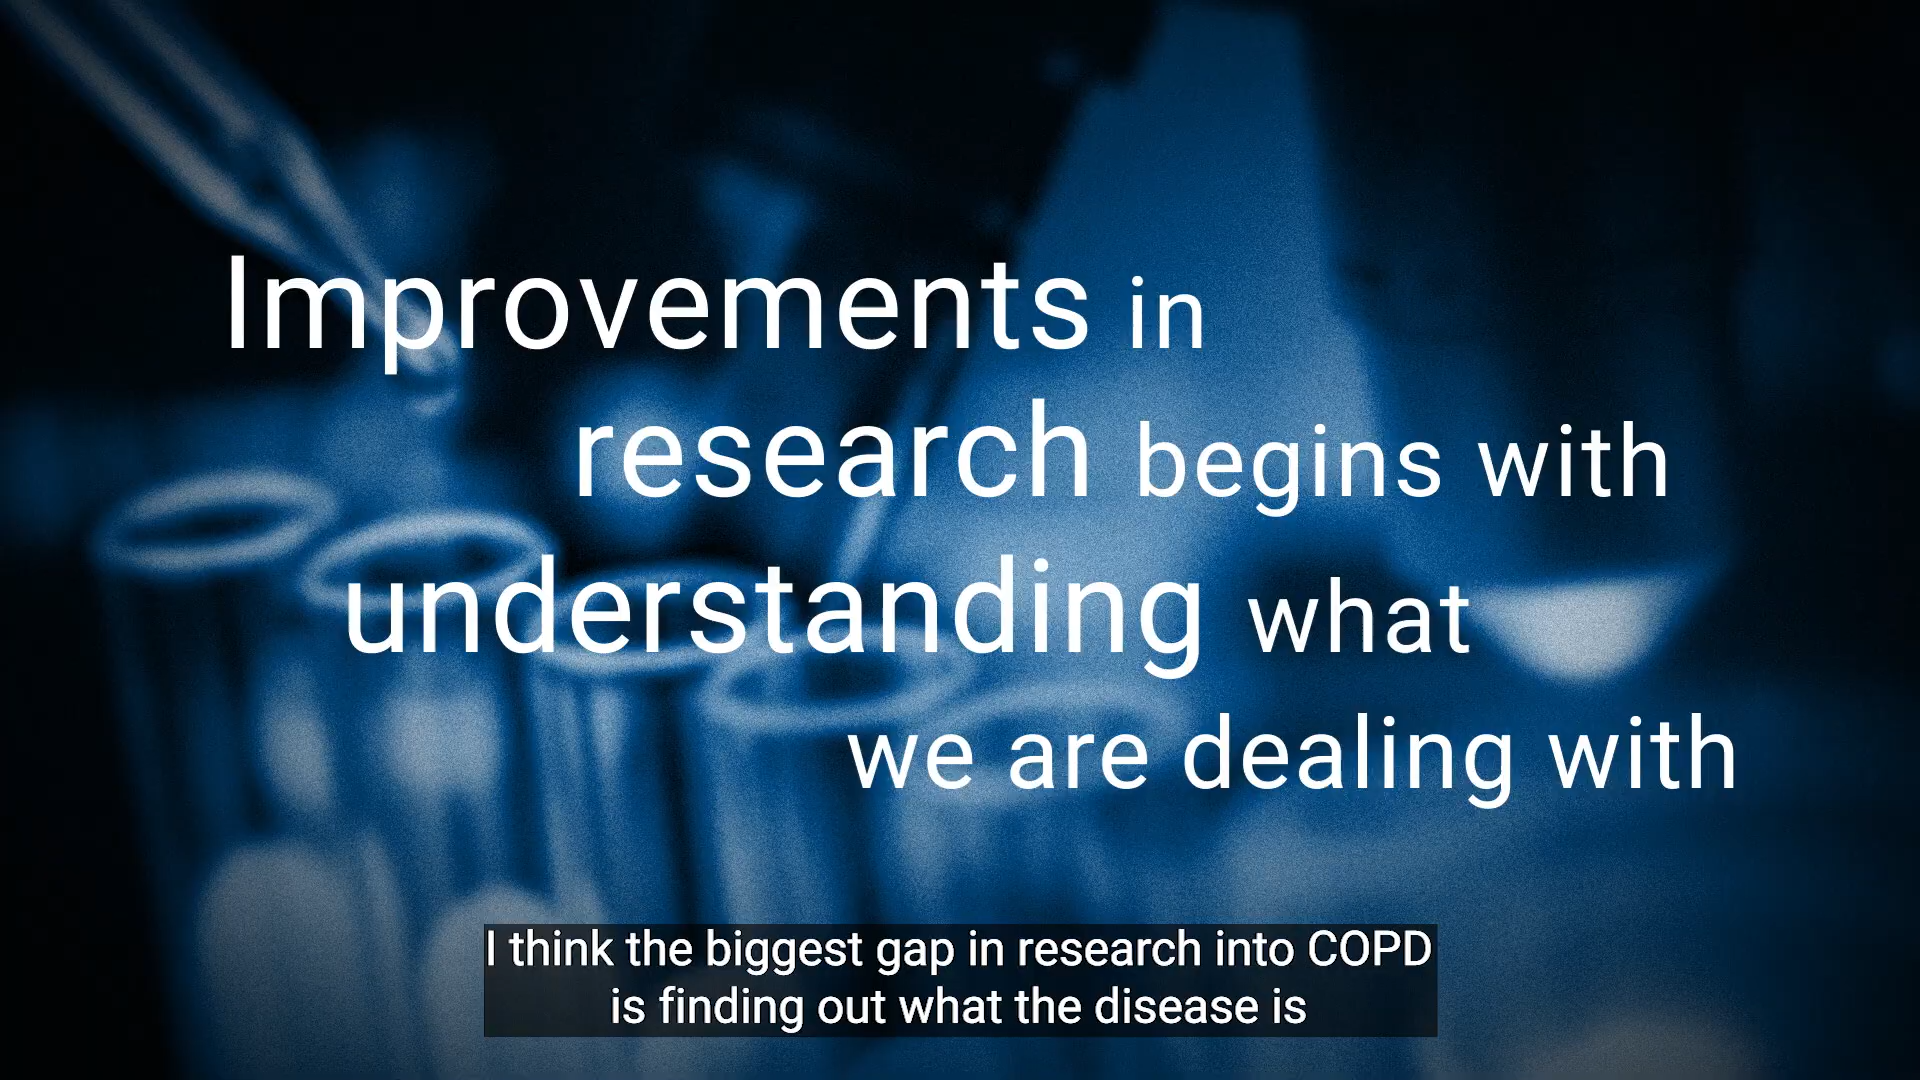 Improvements in
research begins with
understanding what
we are dealing with
I think the biggest gap in research into COPD
is finding out what the disease is